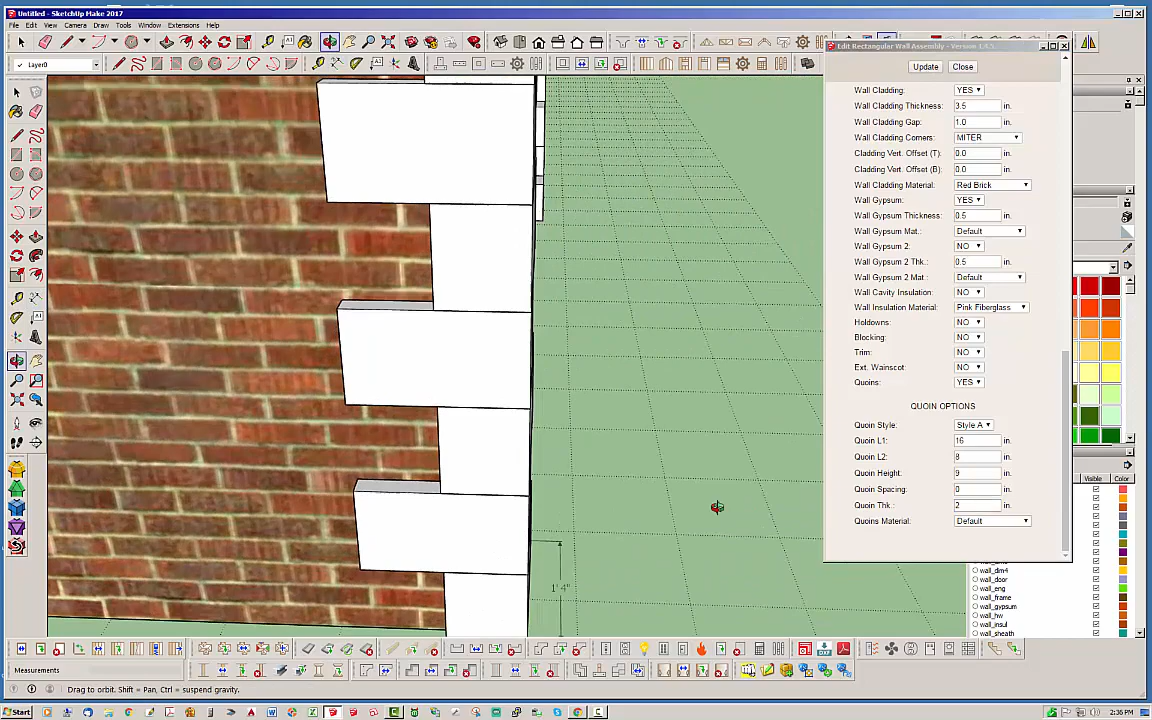 Untitled - SketchUp Make 2017
File Edit View Camera Draw Tools Window Extensions Help
Layer0
Edit Rectangular Wall Assembly - Version 1.4.5
Update Close
Wall Cladding: YES
Wall Cladding Thickness: 3.5 in.
Wall Cladding Gap: 1.0 in.
Wall Cladding Corners: MITER
Cladding Vert. Offset (T): 0.0 in.
Cladding Vert. Offset (B): 0.0 in.
Wall Cladding Material: Red Brick
Wall Gypsum: YES
Wall Gypsum Thickness: 0.5 in.
Wall Gypsum Mat.: Default
Wall Gypsum 2: NO
Wall Gypsum 2 Thk.: 0.5 in.
Wall Gypsum 2 Mat.: Default
Wall Cavity Insulation: NO
Wall Insulation Material: Pink Fiberglass
Holdowns: NO
Blocking: NO
Trim: NO
Ext. Wainscot: NO
Quoins: YES
QUOIN OPTIONS
Quoin Style: Style A
Quoin L1: 16 in.
Quoin L2: 8 in.
Quoin Height: 9 in.
Quoin Spacing: 0 in.
Quoin Thk.: 2 in.
Quoins Material: Default
Visible Color
wall_dim4
wall_door
wall_eng
wall_frame
wall_gypsum
wall_hw
wall_insul
wall_sheath
1'4"
Measurements
Drag to orbit. Shift = Pan, Ctrl = suspend gravity.
Start
2:36 PM